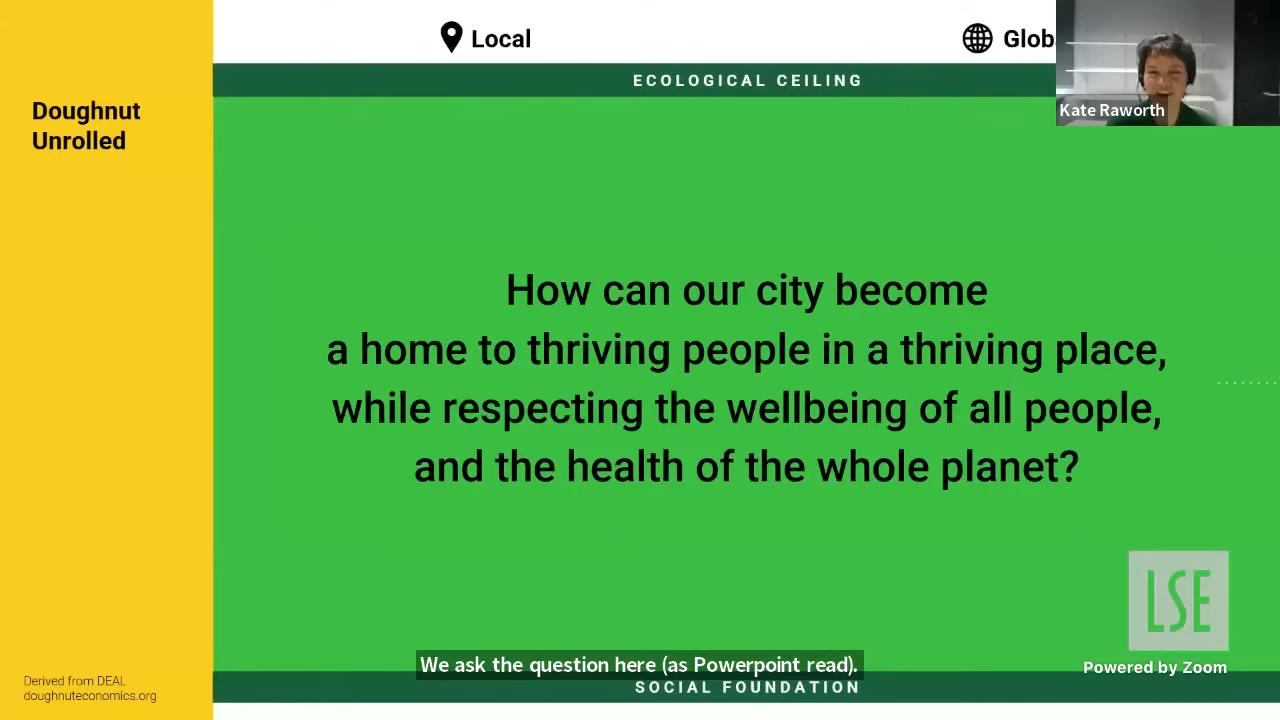 Local
Glob
ECOLOGICAL CEILING
Kate Raworth
Doughnut
Unrolled
How can our city become
a home to thriving people in a thriving place,
while respecting the wellbeing of all people,
and the health of the whole planet?
LSE
Powered by Zoom
We ask the question here (as Powerpoint read).
SOCIAL FOUNDATION
Derived from DEAL
doughnuteconomics.org